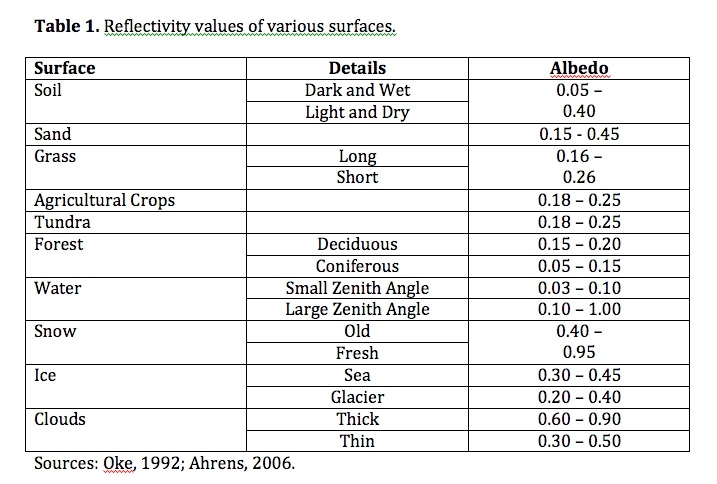 Table 1. Reflectivity values of various surfaces.
Surface Details Albedo
Soil Dark and Wet 0.05 –
Light and Dry 0.40
Sand 0.15 - 0.45
Grass Long 0.16 –
Short 0.26
Agricultural Crops 0.18 – 0.25
Tundra 0.18 – 0.25
Forest Deciduous 0.15 – 0.20
Coniferous 0.05 – 0.15
Water Small Zenith Angle 0.03 – 0.10
Large Zenith Angle 0.10 – 1.00
Snow Old 0.40 –
Fresh 0.95
Ice Sea 0.30 – 0.45
Glacier 0.20 – 0.40
Clouds Thick 0.60 – 0.90
Thin 0.30 – 0.50
Sources: Oke, 1992; Ahrens, 2006.